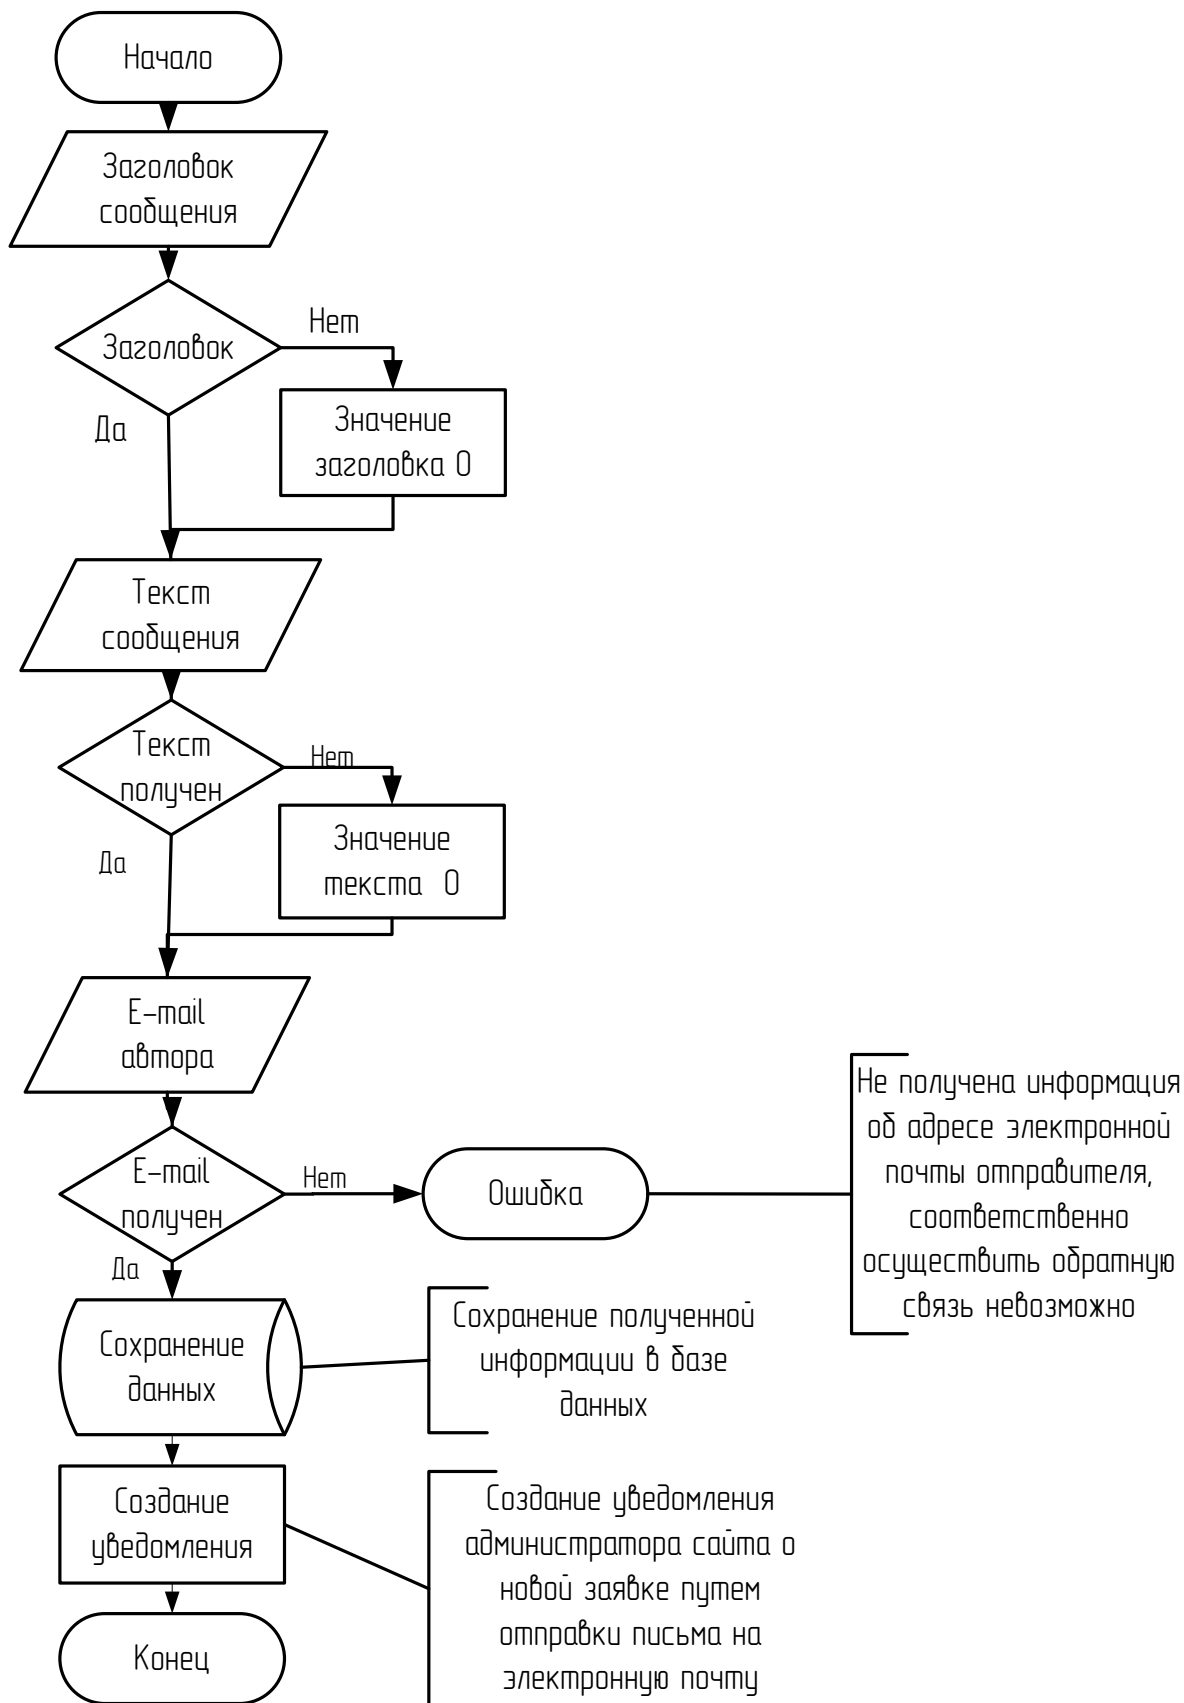 Начало
Заголовок
сообщения
Заголовок
Нет
Да
Значение
заголовка 0
Текст
сообщения
Текст
получен
Нет
Да
Значение
текста 0
E-mail
автора
E-mail
получен
Нет
Да
Ошибка
Не получена информация
об адресе электронной
почты отправителя,
соответственно
осуществить обратную
связь невозможно
Сохранение
данных
Сохранение полученной
информации в базе
данных
Создание
уведомления
Создание уведомления
администратора сайта о
новой заявке путем
отправки письма на
электронную почту
Конец